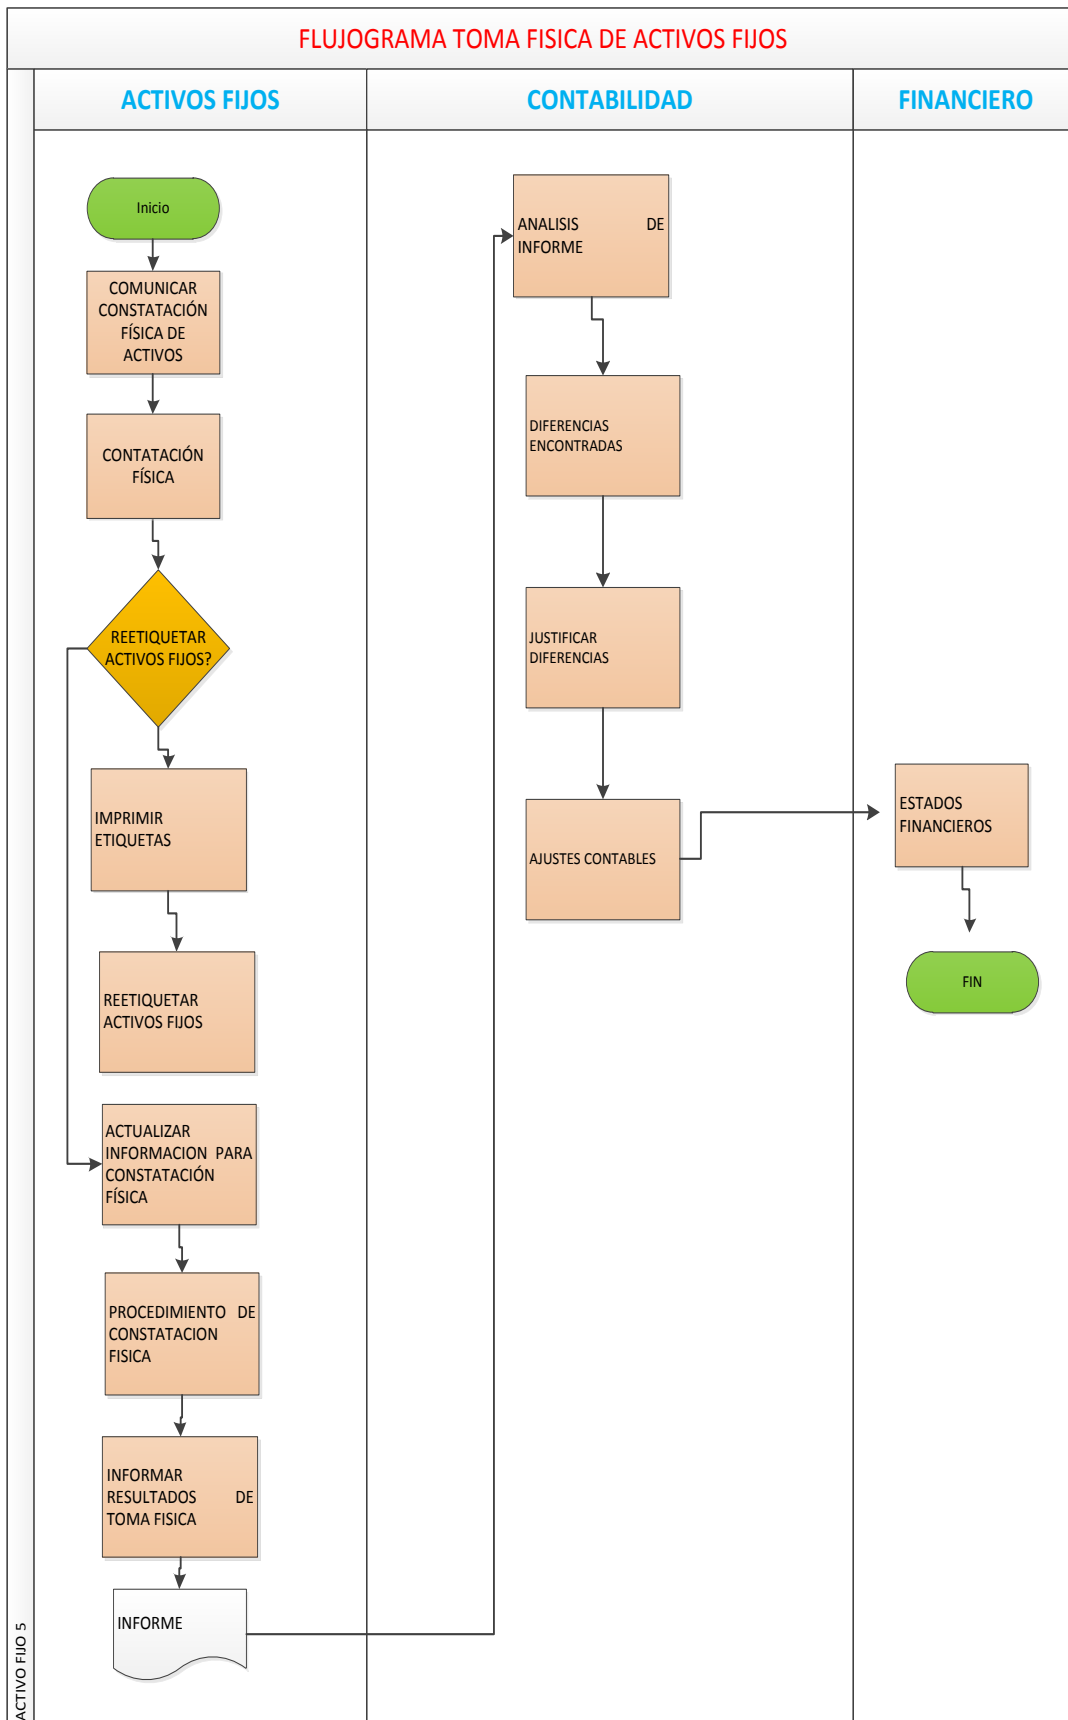 FLUJOGRAMA TOMA FISICA DE ACTIVOS FIJOS
ACTIVOS FIJOS
CONTABILIDAD
FINANCIERO
Inicio
COMUNICAR
CONSTATACIÓN
FÍSICA DE
ACTIVOS
CONTATACIÓN
FÍSICA
REETIQUETAR
ACTIVOS FIJOS?
IMPRIMIR
ETIQUETAS
REETIQUETAR
ACTIVOS FIJOS
ACTUALIZAR
INFORMACION PARA
CONSTATACIÓN
FÍSICA
PROCEDIMIENTO DE
CONSTATACION
FISICA
INFORMAR
RESULTADOS DE
TOMA FISICA
INFORME
ANALISIS DE
INFORME
DIFERENCIAS
ENCONTRADAS
JUSTIFICAR
DIFERENCIAS
AJUSTES CONTABLES
ESTADOS
FINANCIEROS
FIN
ACTIVO FIJO 5